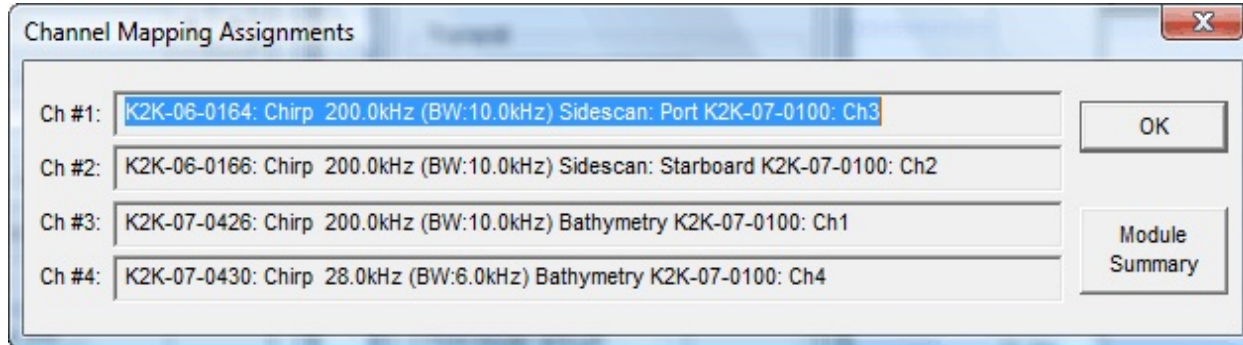 Channel Mapping Assignments
Ch #1: K2K-06-0164: Chirp 200.0kHz (BW:10.0kHz) Sidescan: Port K2K-07-0100: Ch3
OK
Ch #2: K2K-06-0166: Chirp 200.0kHz (BW:10.0kHz) Sidescan: Starboard K2K-07-0100: Ch2
Ch #3: K2K-07-0426: Chirp 200.0kHz (BW:10.0kHz) Bathymetry K2K-07-0100: Ch1
Ch #4: K2K-07-0430: Chirp 28.0kHz (BW:6.0kHz) Bathymetry K2K-07-0100: Ch4
Module
Summary